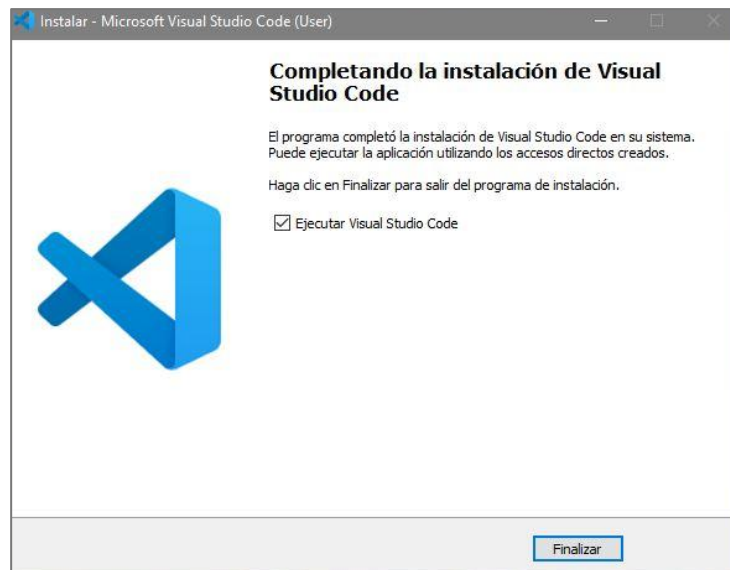 Instalar - Microsoft Visual Studio Code (User)
Completando la instalación de Visual
Studio Code
El programa completó la instalación de Visual Studio Code en su sistema.
Puede ejecutar la aplicación utilizando los accesos directos creados.
Haga clic en Finalizar para salir del programa de instalación.
Ejecutar Visual Studio Code
Finalizar